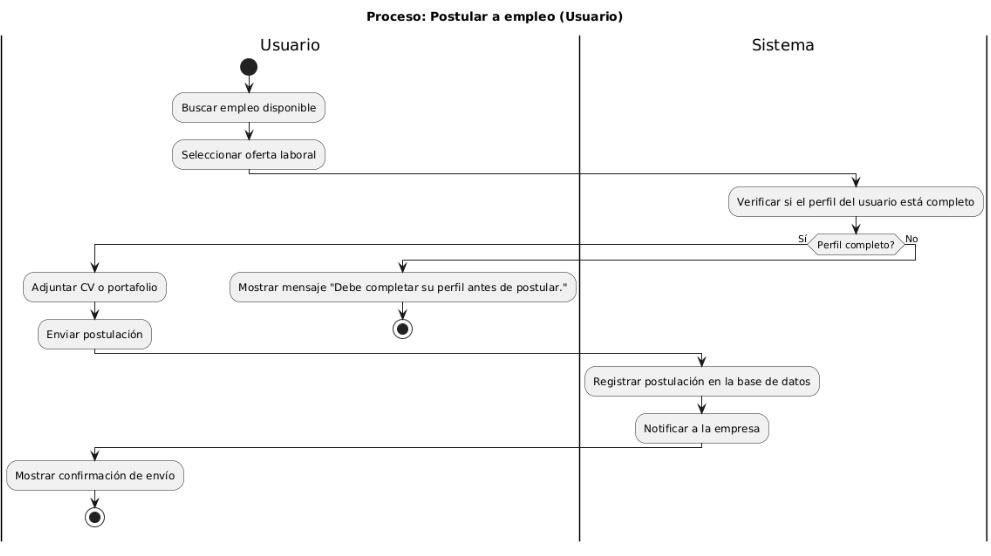 Proceso: Postular a empleo (Usuario)
Usuario
Sistema
Buscar empleo disponible
Seleccionar oferta laboral
Verificar si el perfil del usuario está completo
Sí
Perfil completo?
No
Adjuntar CV o portafolio
Mostrar mensaje "Debe completar su perfil antes de postular."
Enviar postulación
Registrar postulación en la base de datos
Notificar a la empresa
Mostrar confirmación de envío